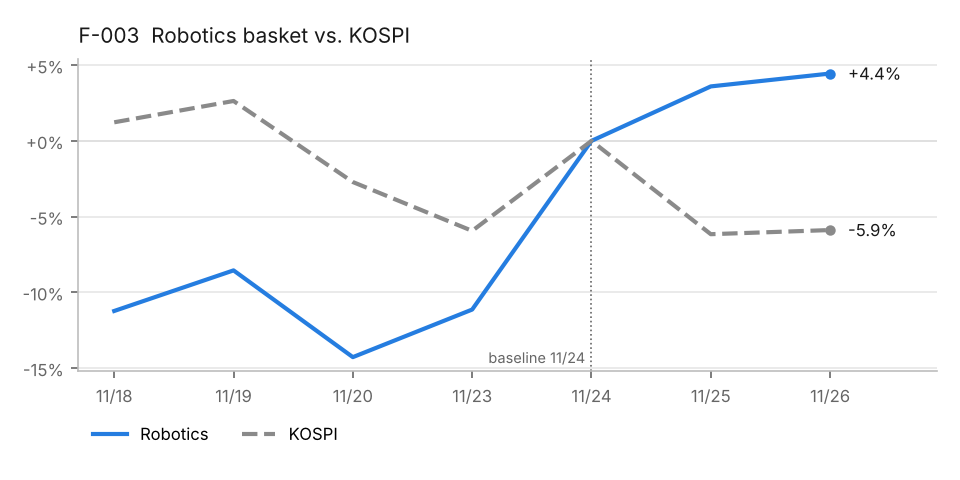 F-003  Robotics basket vs. KOSPI
+5%
+0%
-5%
-10%
-15%
+4.4%
-5.9%
baseline 11/24
11/18 11/19 11/20 11/23 11/24 11/25 11/26
Robotics KOSPI